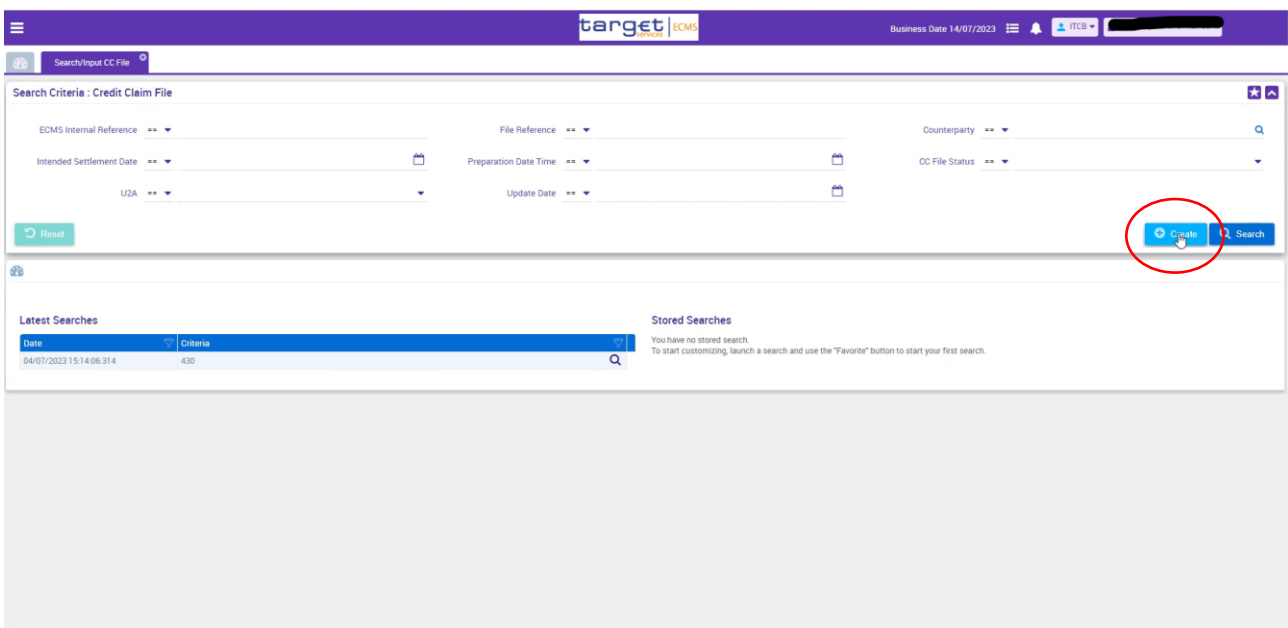 target services | ECMS
Business Date 14/07/2023 ITCB
Search/Input CC File
Search Criteria : Credit Claim File
ECMS Internal Reference == File Reference == Counterparty ==
Intended Settlement Date == Preparation Date Time == CC File Status ==
U2A == Update Date ==
Reset Create Search
Latest Searches
Date Criteria
04/07/2023 15:14:06:314 430
Stored Searches
You have no stored search.
To start customizing, launch a search and use the "Favorite" button to start your first search.